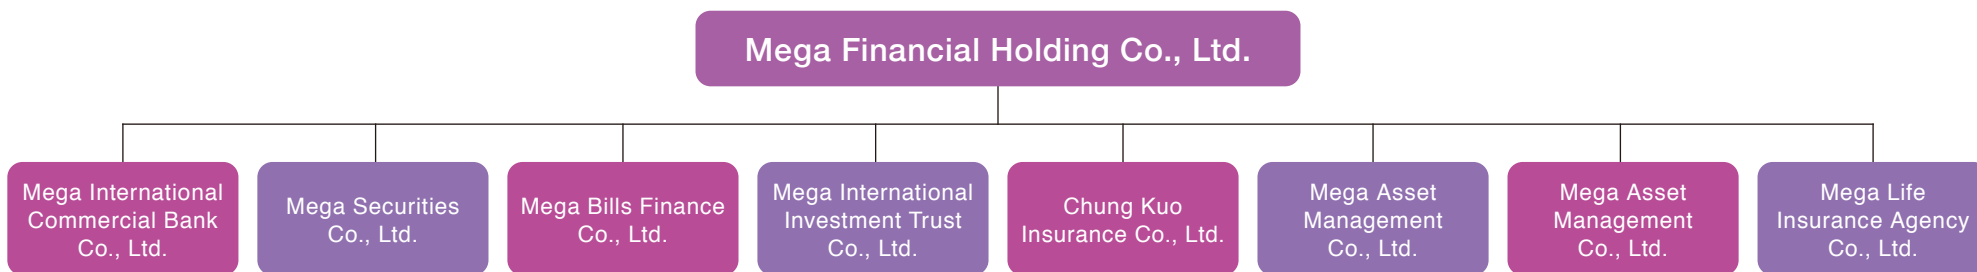 Mega Financial Holding Co., Ltd.
Mega International
Commercial Bank
Co., Ltd.
Mega Securities
Co., Ltd.
Mega Bills Finance
Co., Ltd.
Mega International
Investment Trust
Co., Ltd.
Chung Kuo
Insurance Co., Ltd.
Mega Asset
Management
Co., Ltd.
Mega Asset
Management
Co., Ltd.
Mega Life
Insurance Agency
Co., Ltd.